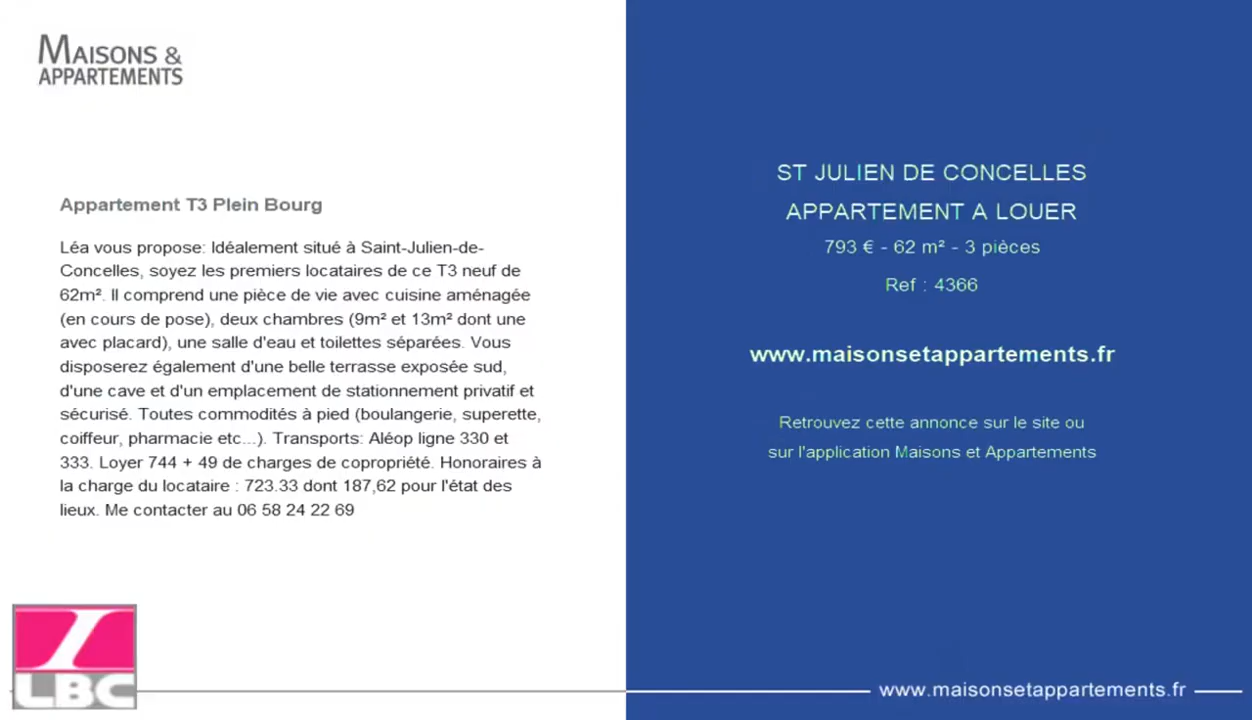 MAISONS &
APPARTEMENTS
Appartement T3 Plein Bourg
Léa vous propose: Idéalement situé à Saint-Julien-de-
Concelles, soyez les premiers locataires de ce T3 neuf de
62m². Il comprend une pièce de vie avec cuisine aménagée
(en cours de pose), deux chambres (9m² et 13m² dont une
avec placard), une salle d'eau et toilettes séparées. Vous
disposerez également d'une belle terrasse exposée sud,
d'une cave et d'un emplacement de stationnement privatif et
sécurisé. Toutes commodités à pied (boulangerie, superette,
coiffeur, pharmacie etc...). Transports: Aléop ligne 330 et
333. Loyer 744 + 49 de charges de copropriété. Honoraires à
la charge du locataire : 723.33 dont 187,62 pour l'état des
lieux. Me contacter au 06 58 24 22 69
LBC
ST JULIEN DE CONCELLES
APPARTEMENT A LOUER
793 € - 62 m² - 3 pièces
Ref : 4366
www.maisonsetappartements.fr
Retrouvez cette annonce sur le site ou
sur l'application Maisons et Appartements
www.maisonsetappartements.fr